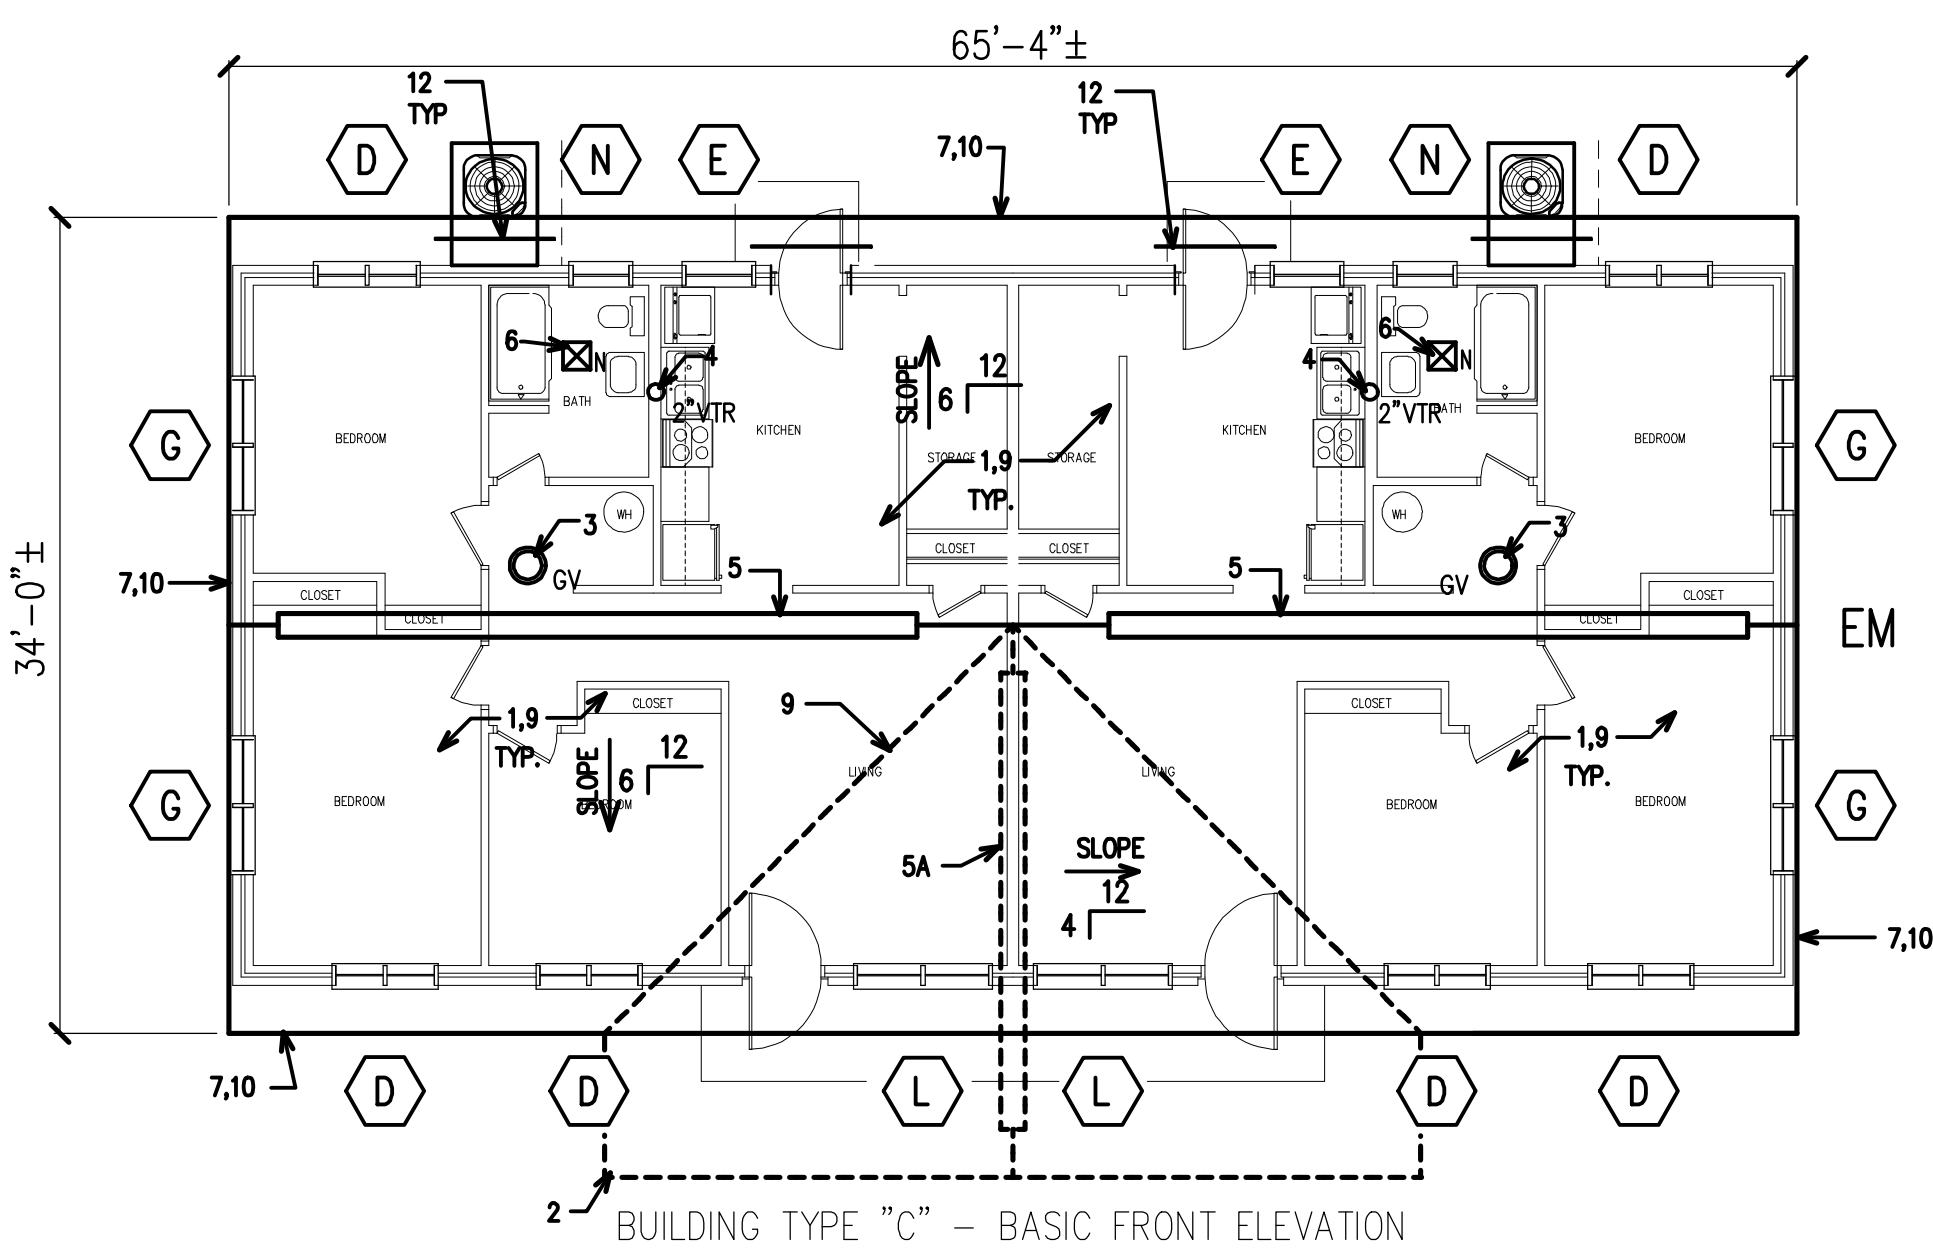 65'-4"±
12
TYP
12
TYP
D
N
E
7,10
E
N
D
6
N
4
2"VTR
BATH
BEDROOM
KITCHEN
SLOPE
12
6
STORAGE
1,9
TYP.
STORAGE
KITCHEN
4
2"VTR
6
N
BATH
BEDROOM
G
G
WH
3
GV
WH
3
GV
CLOSET
CLOSET
5
5
7,10
34'-0"±
CLOSET
CLOSET
CLOSET
CLOSET
EM
1,9
TYP.
CLOSET
9
CLOSET
1,9
TYP.
SLOPE
12
6
LIVING
LIVING
G
BEDROOM
BEDROOM
BEDROOM
BEDROOM
G
5A
SLOPE
12
4
7,10
7,10
D
D
L
L
D
D
2
BUILDING TYPE "C" - BASIC FRONT ELEVATION